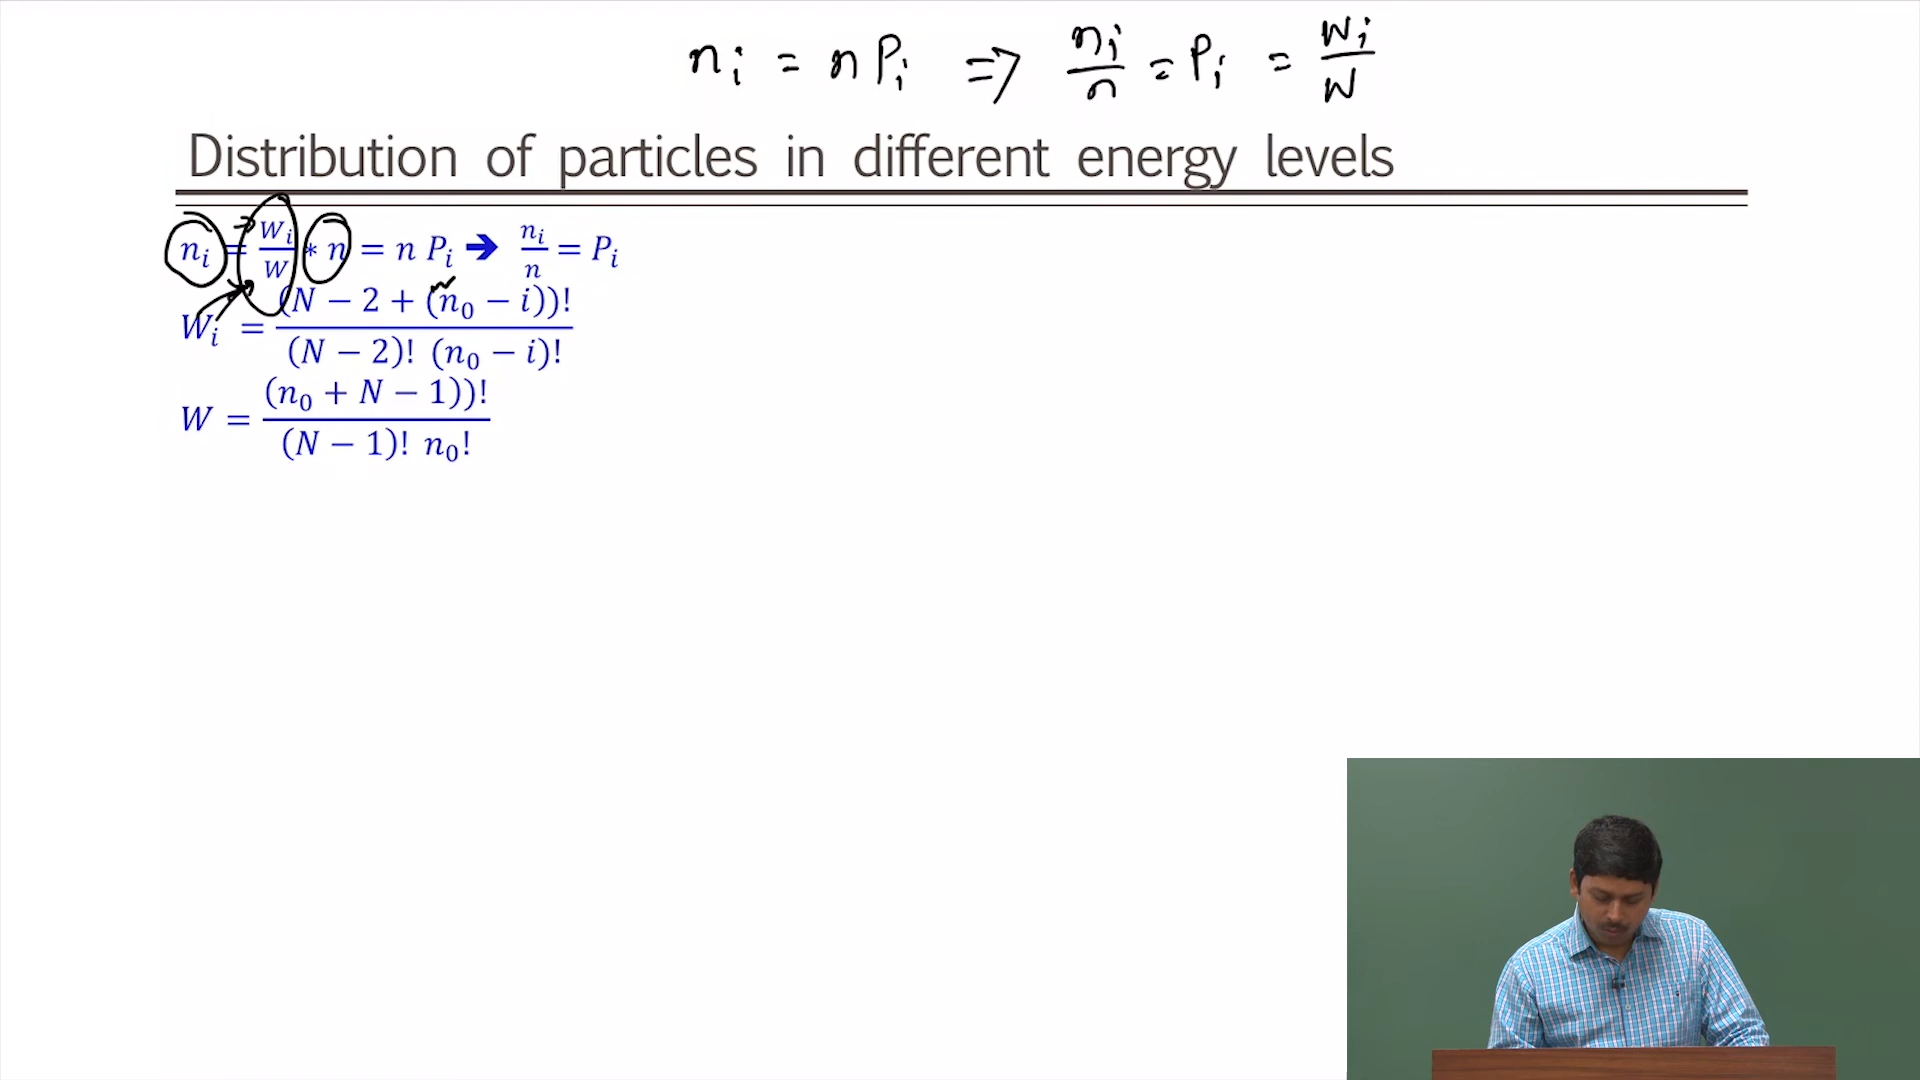 nᵢ = n Pᵢ ⇒ nᵢ/n = Pᵢ = Wᵢ/W
Distribution of particles in different energy levels
nᵢ = Wᵢ/W * n = n Pᵢ ➔ nᵢ/n = Pᵢ
Wᵢ = (N − 2 + (n₀ − i))! / (N − 2)! (n₀ − i)!
W = (n₀ + N − 1))! / (N − 1)! n₀!